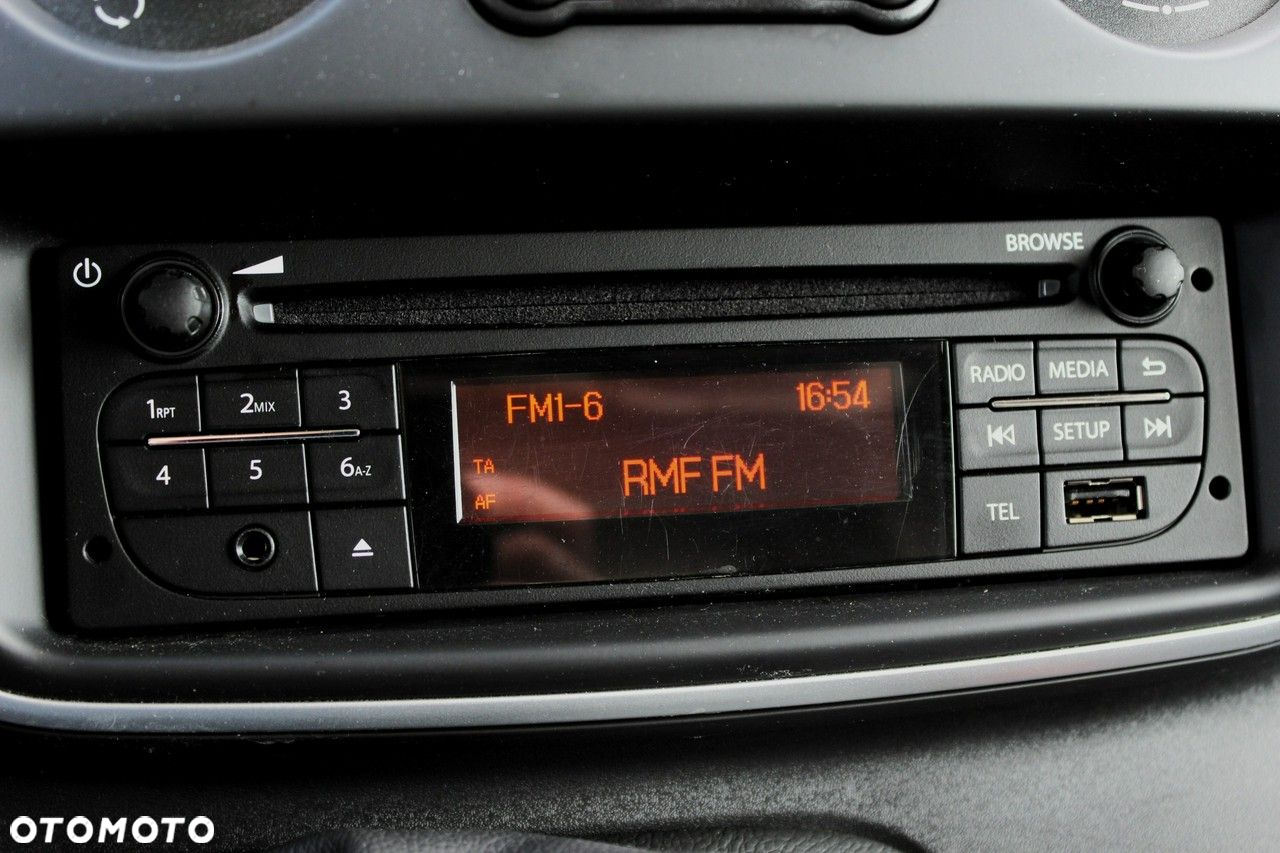 BROWSE
1RPT
2MIX
3
4
5
6A-Z
FM1-6
16:54
TA
RMF FM
AF
RADIO
MEDIA
SETUP
TEL
OTOMOTO